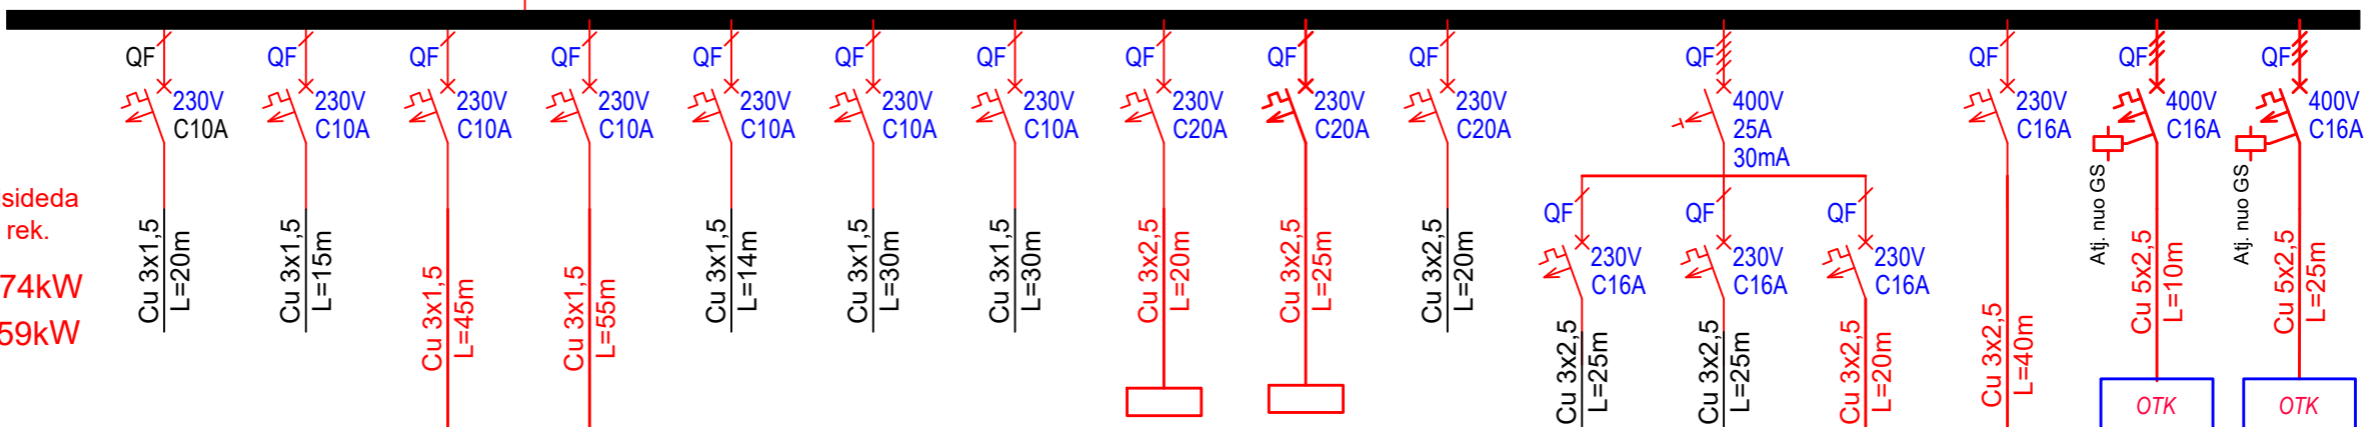 QF
230V
C10A
Cu 3x1,5
L=20m
QF
230V
C10A
Cu 3x1,5
L=15m
QF
230V
C10A
Cu 3x1,5
L=45m
QF
230V
C10A
Cu 3x1,5
L=55m
QF
230V
C10A
Cu 3x1,5
L=14m
QF
230V
C10A
Cu 3x1,5
L=30m
QF
230V
C10A
Cu 3x1,5
L=30m
QF
230V
C20A
Cu 3x2,5
L=20m
QF
230V
C20A
Cu 3x2,5
L=25m
QF
230V
C20A
Cu 3x2,5
L=20m
QF
400V
25A
30mA
QF
230V
C16A
Cu 3x2,5
L=25m
QF
230V
C16A
Cu 3x2,5
L=25m
QF
230V
C16A
Cu 3x2,5
L=20m
QF
230V
C16A
Cu 3x2,5
L=40m
QF
400V
C16A
Atj. nuo GS
Cu 5x2,5
L=10m
OTK
QF
400V
C16A
Atj. nuo GS
Cu 5x2,5
L=25m
OTK
sideda
rek.
74kW
59kW